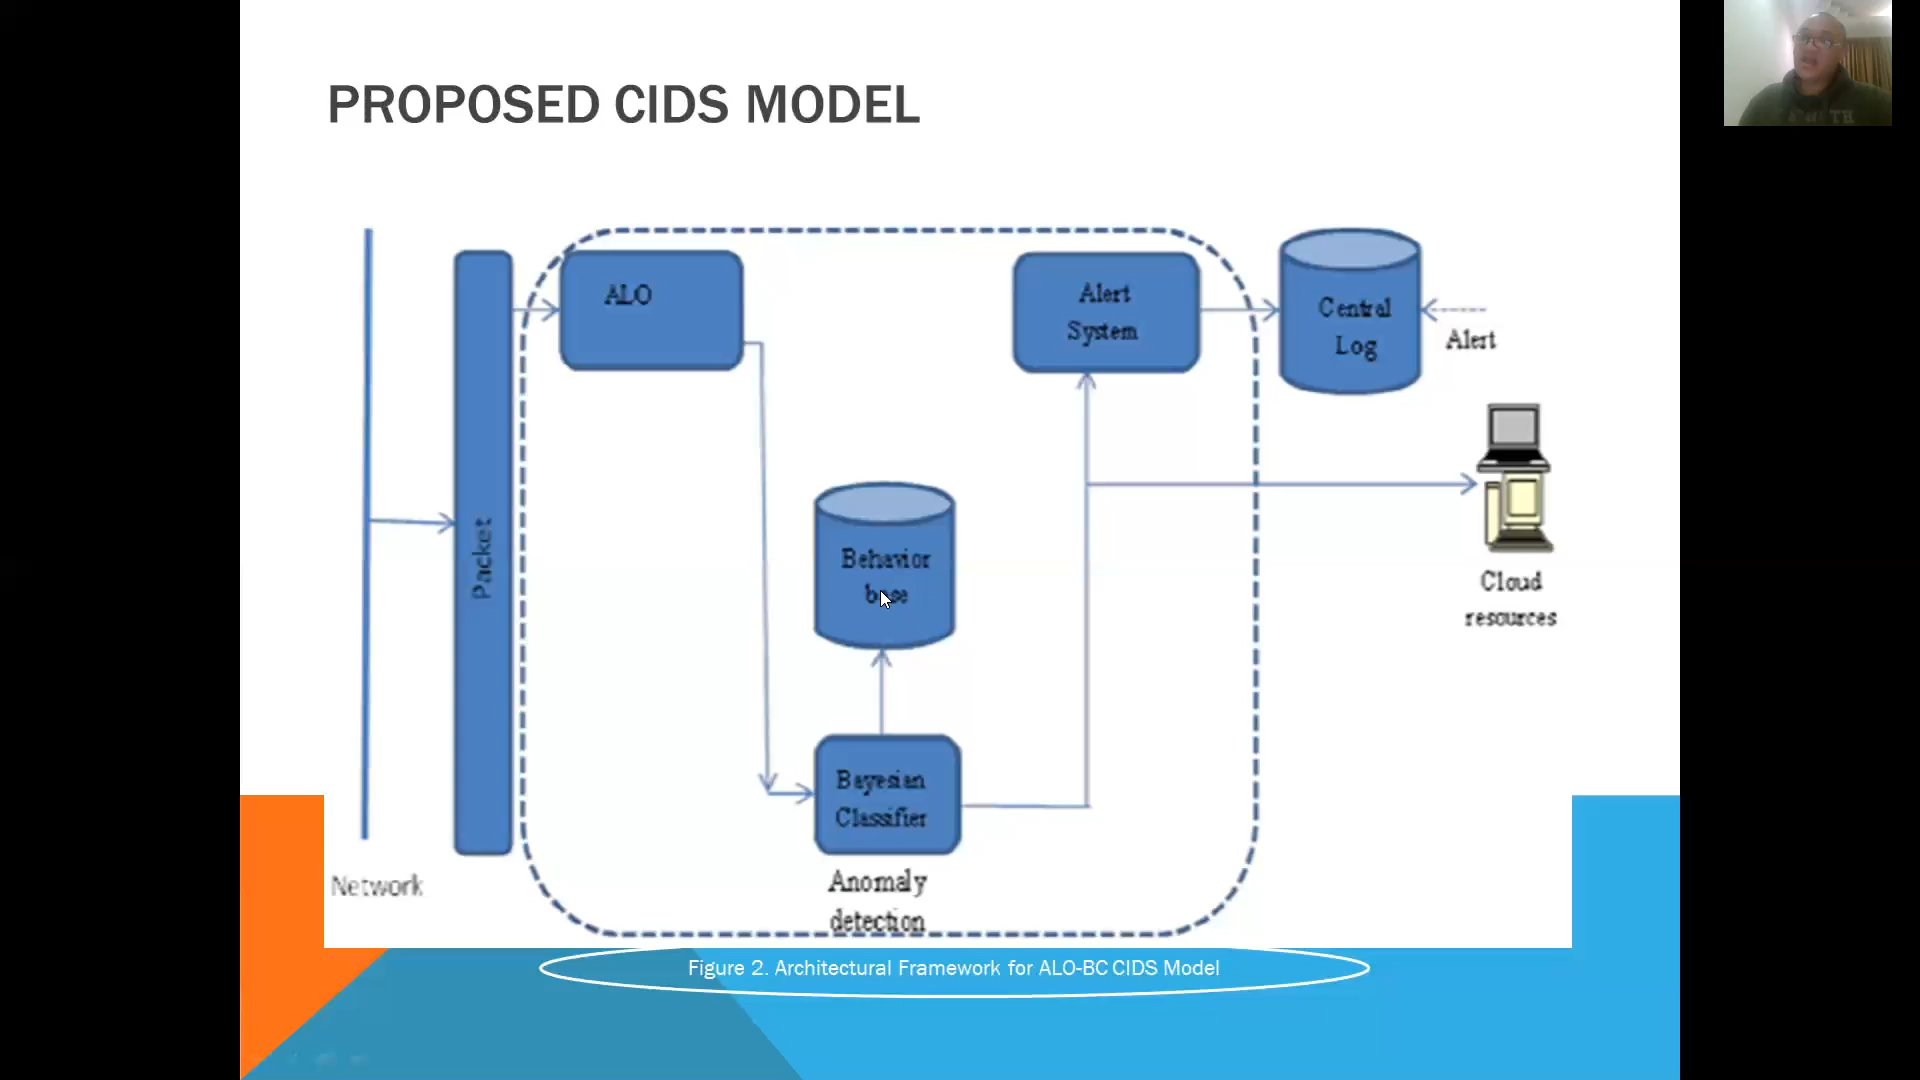 PROPOSED CIDS MODEL
ALO
Alert
System
Central
Log
Alert
Packet
Behavior
base
Cloud
resources
Bayesian
Classifier
Network
Anomaly
detection
Figure 2. Architectural Framework for ALO-BC CIDS Model